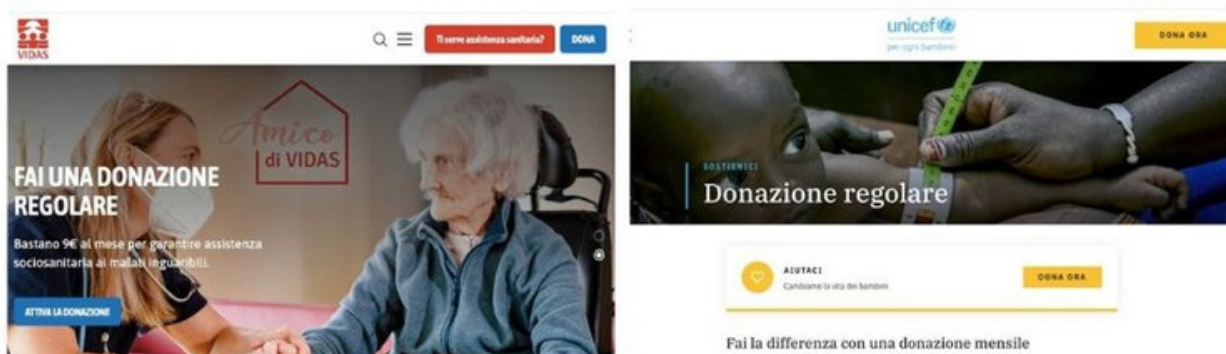 VIDAS
Ti serve assistenza sanitaria?
DONA
Amico
di VIDAS
FAI UNA DONAZIONE
REGOLARE
Bastano 9€ al mese per garantire assistenza
sociosanitaria ai malati inguaribili.
ATTIVA LA DONAZIONE
unicef
per ogni bambino
DONA ORA
SOSTIENICI
Donazione regolare
AIUTACI
Cambiamo la vita dei bambini
DONA ORA
Fai la differenza con una donazione mensile